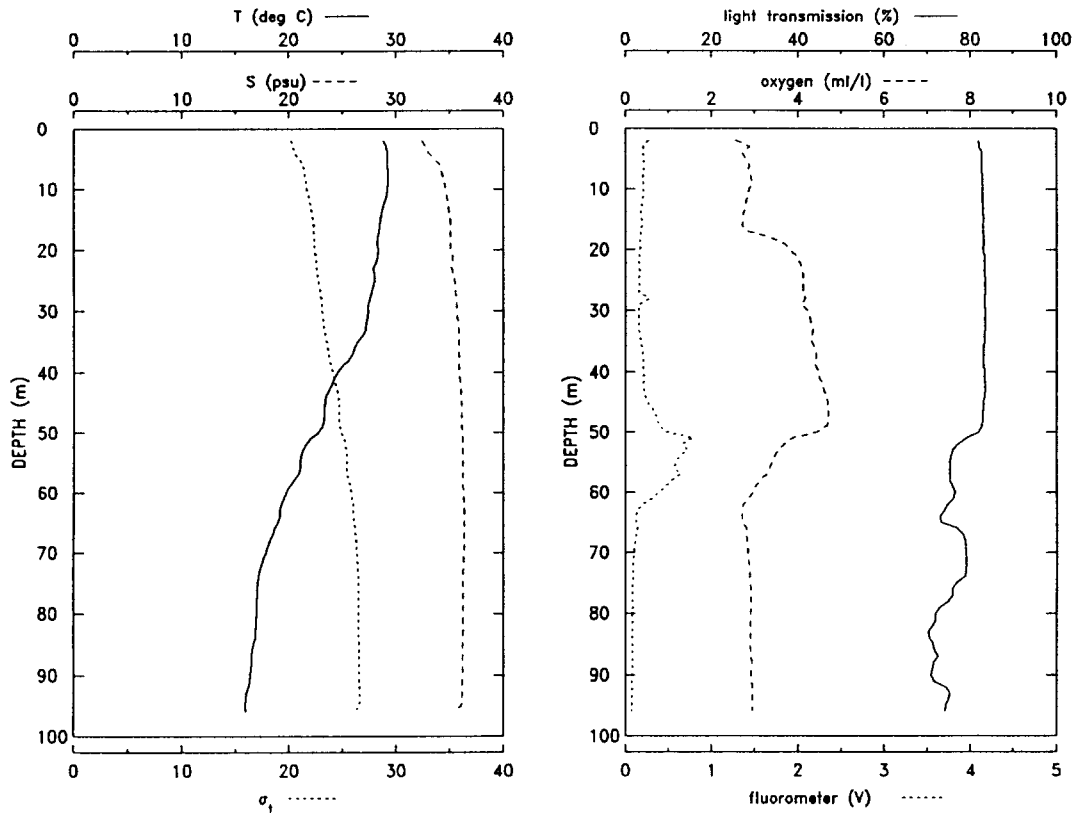 T (deg C)
0 10 20 30 40
S (psu)
0 10 20 30 40
0
10
20
30
40
50
60
70
80
90
100
DEPTH (m)
0 10 20 30 40
σt
light transmission (%)
0 20 40 60 80 100
oxygen (ml/l)
0 2 4 6 8 10
0
10
20
30
40
50
60
70
80
90
100
DEPTH (m)
0 1 2 3 4 5
fluorometer (V)